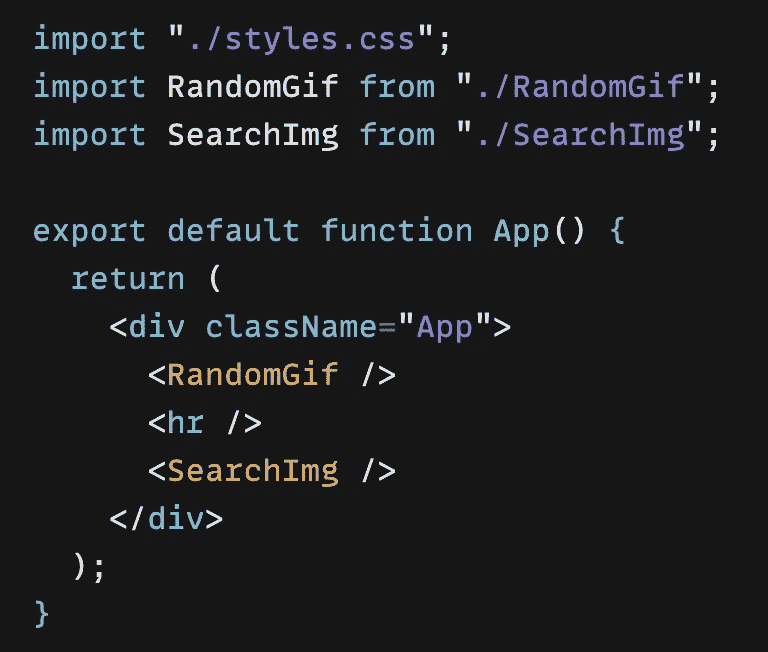 import "./styles.css";
import RandomGif from "./RandomGif";
import SearchImg from "./SearchImg";

export default function App() {
  return (
    <div className="App">
      <RandomGif />
      <hr />
      <SearchImg />
    </div>
  );
}